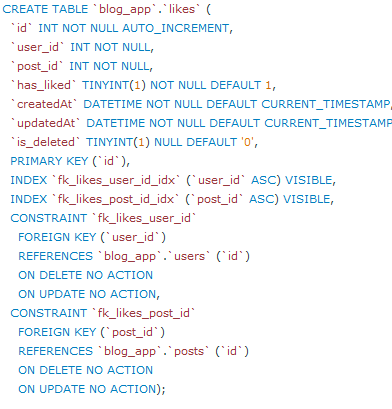 CREATE TABLE `blog_app`.`likes` (
`id` INT NOT NULL AUTO_INCREMENT,
`user_id` INT NOT NULL,
`post_id` INT NOT NULL,
`has_liked` TINYINT(1) NOT NULL DEFAULT 1,
`createdAt` DATETIME NOT NULL DEFAULT CURRENT_TIMESTAMP,
`updatedAt` DATETIME NOT NULL DEFAULT CURRENT_TIMESTAMP
`is_deleted` TINYINT(1) NULL DEFAULT '0',
PRIMARY KEY (`id`),
INDEX `fk_likes_user_id_idx` (`user_id` ASC) VISIBLE,
INDEX `fk_likes_post_id_idx` (`post_id` ASC) VISIBLE,
CONSTRAINT `fk_likes_user_id`
FOREIGN KEY (`user_id`)
REFERENCES `blog_app`.`users` (`id`)
ON DELETE NO ACTION
ON UPDATE NO ACTION,
CONSTRAINT `fk_likes_post_id`
FOREIGN KEY (`post_id`)
REFERENCES `blog_app`.`posts` (`id`)
ON DELETE NO ACTION
ON UPDATE NO ACTION);